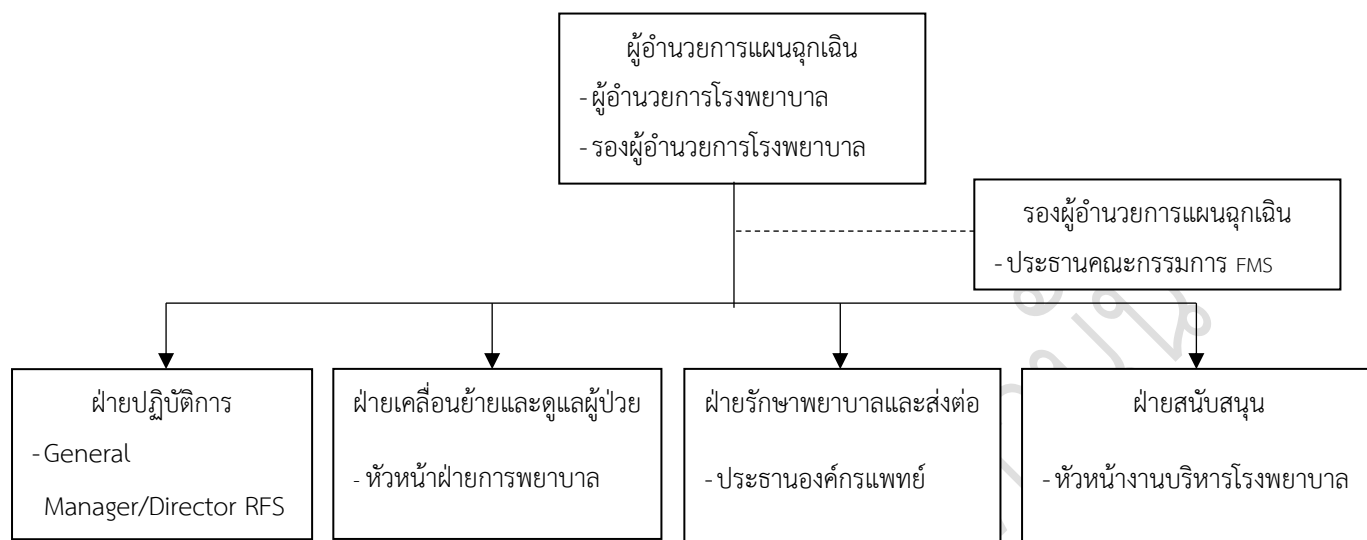 ผู้อำนวยการแผนฉุกเฉิน
- ผู้อำนวยการโรงพยาบาล
- รองผู้อำนวยการโรงพยาบาล
รองผู้อำนวยการแผนฉุกเฉิน
- ประธานคณะกรรมการ FMS
ฝ่ายปฏิบัติการ
- General
Manager/Director RFS
ฝ่ายเคลื่อนย้ายและดูแลผู้ป่วย
- หัวหน้าฝ่ายการพยาบาล
ฝ่ายรักษาพยาบาลและส่งต่อ
- ประธานองค์กรแพทย์
ฝ่ายสนับสนุน
- หัวหน้างานบริหารโรงพยาบาล